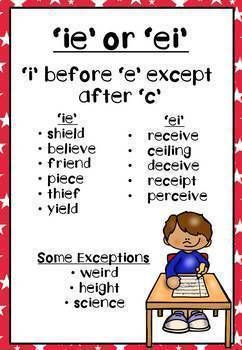 'ie' or 'ei'
'i' before 'e' except
after 'c'
'ie'
• shield
• believe
• friend
• piece
• thief
• yield
'ei'
• receive
• ceiling
• deceive
• receipt
• perceive
Some Exceptions
• weird
• height
• science